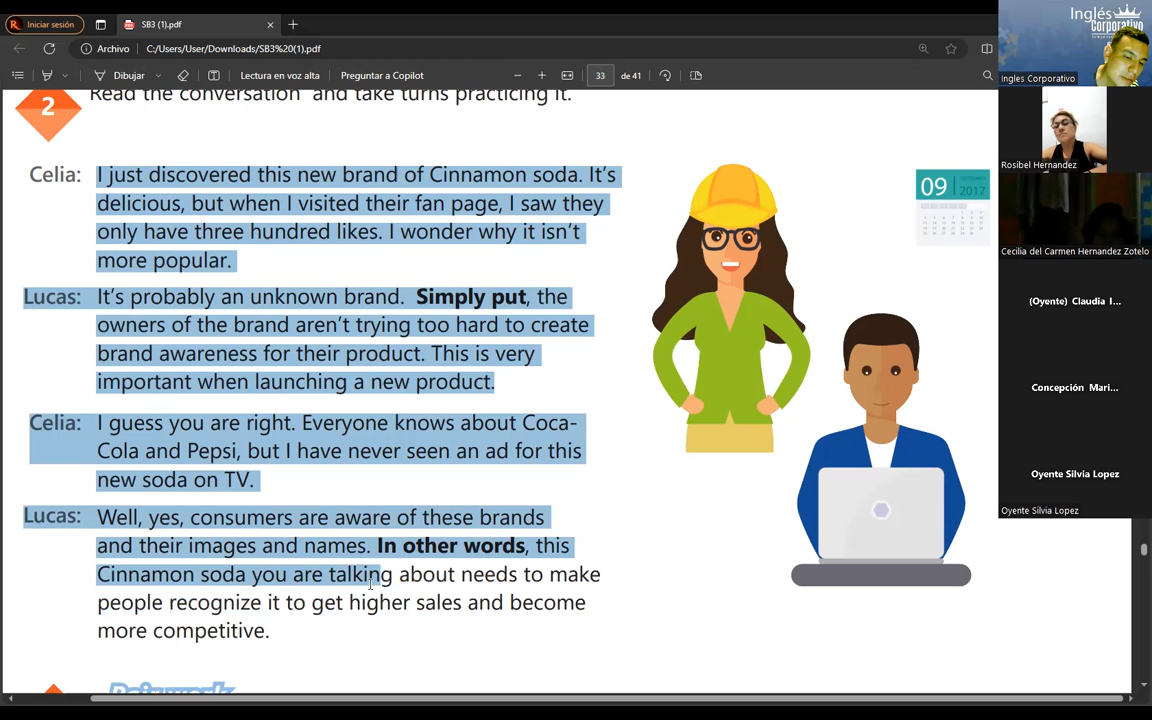 Iniciar sesión
SB3 (1).pdf
Archivo
C:/Users/User/Downloads/SB3%20(1).pdf
Dibujar
Lectura en voz alta
Preguntar a Copilot
33
de 41
2
Read the conversation and take turns practicing it.
Celia: I just discovered this new brand of Cinnamon soda. It's
delicious, but when I visited their fan page, I saw they
only have three hundred likes. I wonder why it isn't
more popular.
Lucas: It's probably an unknown brand. Simply put, the
owners of the brand aren't trying too hard to create
brand awareness for their product. This is very
important when launching a new product.
Celia: I guess you are right. Everyone knows about Coca-
Cola and Pepsi, but I have never seen an ad for this
new soda on TV.
Lucas: Well, yes, consumers are aware of these brands
and their images and names. In other words, this
Cinnamon soda you are talking about needs to make
people recognize it to get higher sales and become
more competitive.
Pairwork
09
2017
Inglés
Corporativo
Ingles Corporativo
Rosibel Hernandez
Cecilia del Carmen Hernandez Zotelo
(Oyente) Claudia I...
Concepción Mari...
Oyente Silvia Lopez
Oyente Silvia Lopez